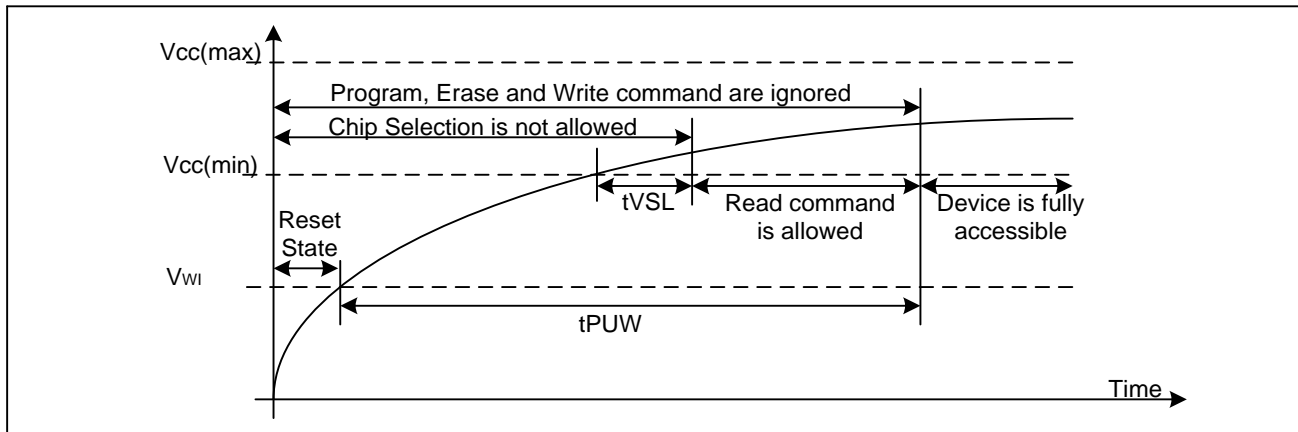 Vcc(max)
Program, Erase and Write command are ignored
Chip Selection is not allowed
Vcc(min)
tVSL
Read command
is allowed
Device is fully
accessible
Reset
State
VWI
tPUW
Time